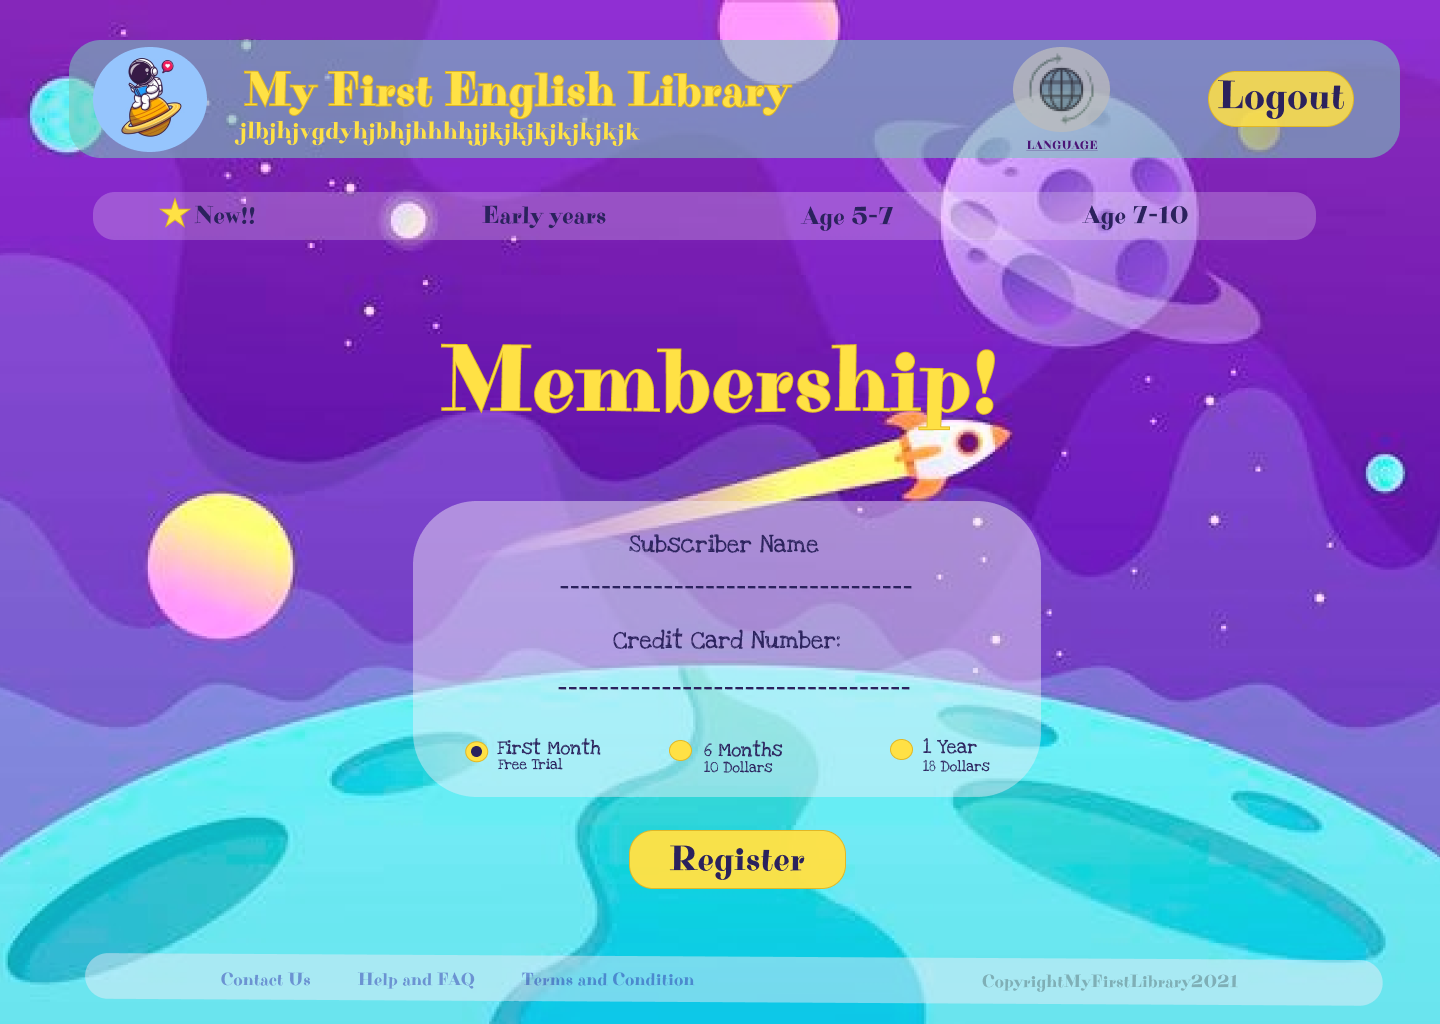 My First English Library
jlbjhjvgdyhjbhjhhhhjjkjkjkjkjkjkjk
LANGUAGE
Logout
New!!
Early years
Age 5-7
Age 7-10
Membership!
Subscriber Name
----------------------------------
Credit Card Number:
----------------------------------
First Month
Free Trial
6 Months
10 Dollars
1 Year
18 Dollars
Register
Contact Us
Help and FAQ
Terms and Condition
CopyrightMyFirstLibrary2021